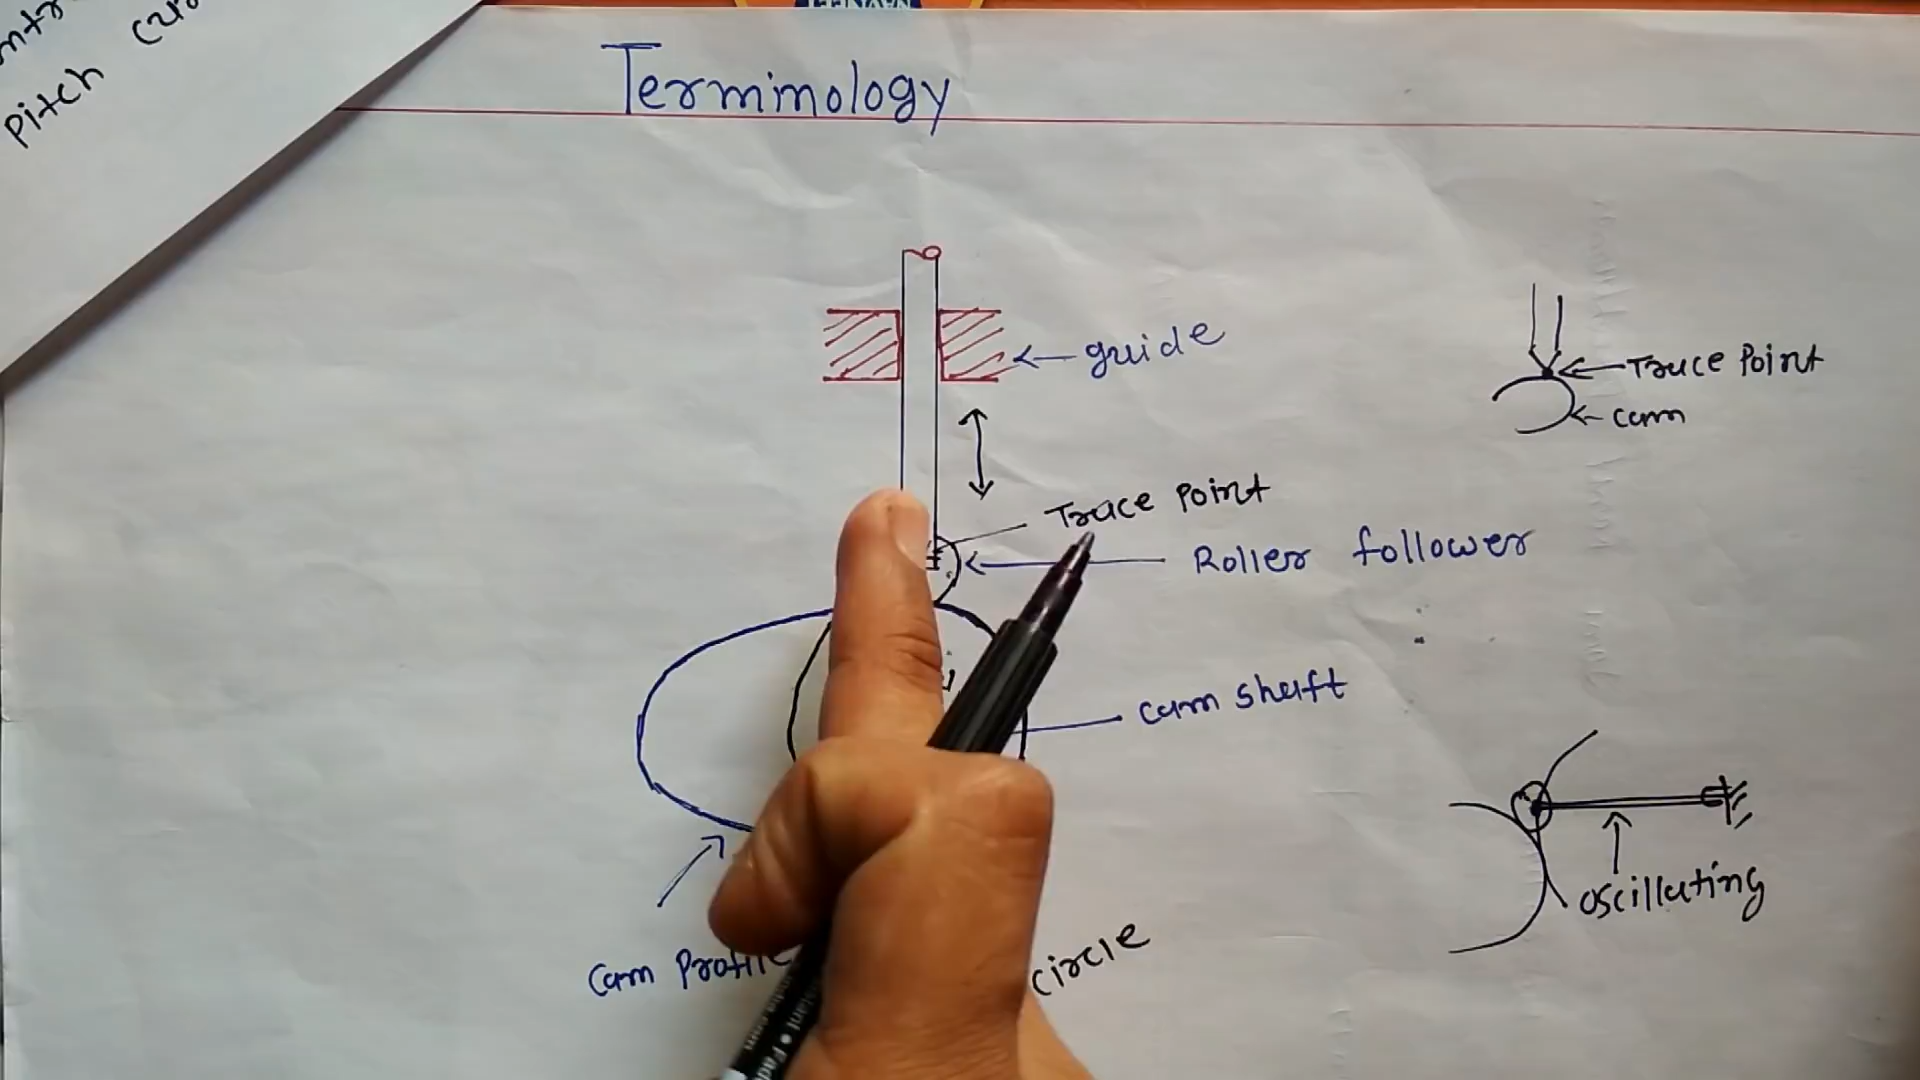 Pitch
Terminology
guide
Trace Point
Cam
Trace Point
Roller follower
Cam shaft
oscillating
Cam Profile
circle